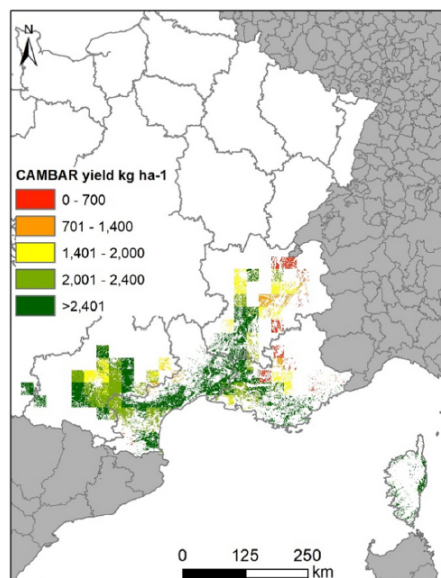 N
CAMBAR yield kg ha-1
0 - 700
701 - 1,400
1,401 - 2,000
2,001 - 2,400
>2,401
0 125 250
km